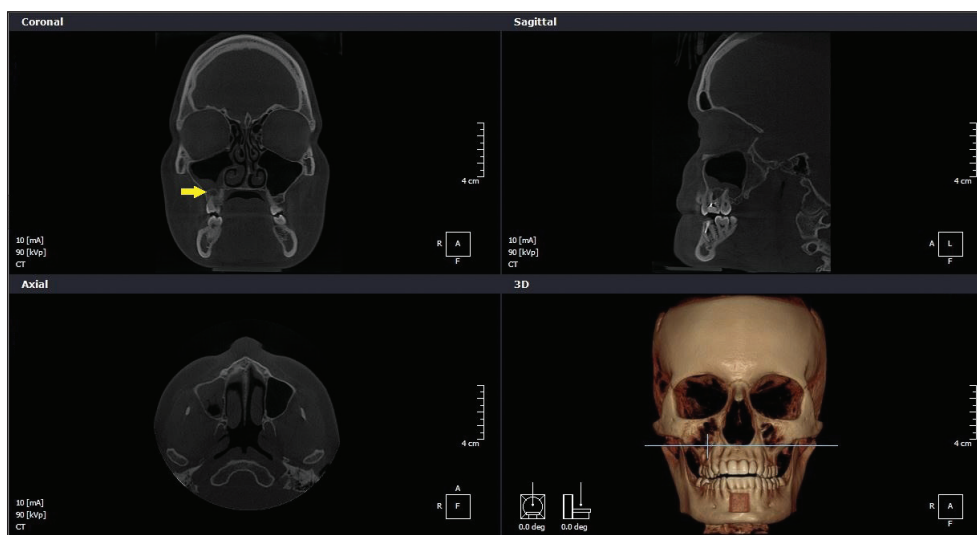 Coronal
4 cm
10 [mA]
90 [kVp]
CT
R
A
F
Sagittal
4 cm
10 [mA]
90 [kVp]
CT
A
L
F
Axial
4 cm
10 [mA]
90 [kVp]
CT
A
R
F
3D
4 cm
0.0 deg
0.0 deg
R
A
F